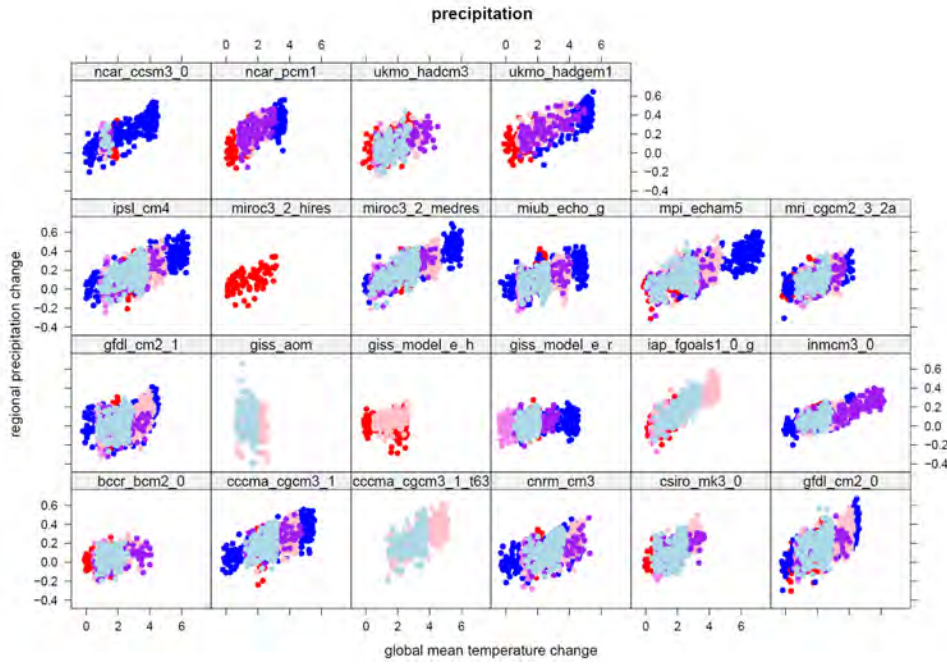 precipitation
0 2 4 6 0 2 4 6
ncar_ccsm3_0 ncar_pcm1 ukmo_hadcm3 ukmo_hadgem1
0.6
0.4
0.2
0.0
−0.2
−0.4
ipsl_cm4 miroc3_2_hires miroc3_2_medres miub_echo_g mpi_echam5 mri_cgcm2_3_2a
0.6
0.4
0.2
0.0
−0.2
−0.4
regional precipitation change
gfdl_cm2_1 giss_aom giss_model_e_h giss_model_e_r iap_fgoals1_0_g inmcm3_0
0.6
0.4
0.2
0.0
−0.2
−0.4
bccr_bcm2_0 cccma_cgcm3_1 cccma_cgcm3_1_t63 cnrm_cm3 csiro_mk3_0 gfdl_cm2_0
0.6
0.4
0.2
0.0
−0.2
−0.4
0 2 4 6 0 2 4 6 0 2 4 6
global mean temperature change